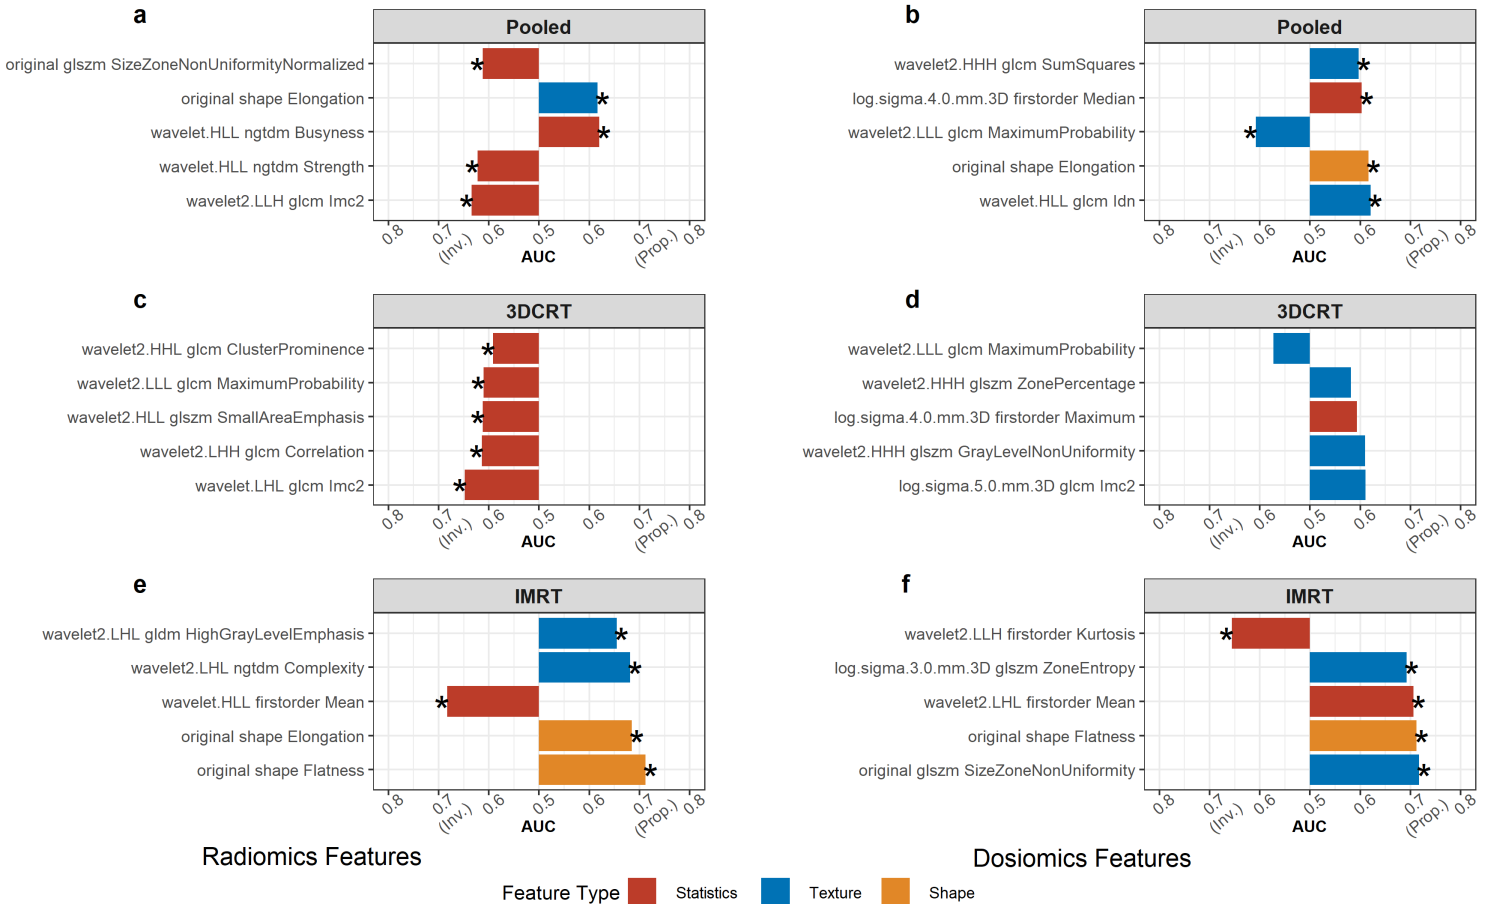 a
Pooled
original glszm SizeZoneNonUniformityNormalized
original shape Elongation
wavelet.HLL ngtdm Busyness
wavelet.HLL ngtdm Strength
wavelet2.LLH glcm Imc2
* * * * *
0.8 0.7 (Inv.) 0.6 0.5 0.6 0.7 (Prop.) 0.8
AUC
b
Pooled
wavelet2.HHH glcm SumSquares
log.sigma.4.0.mm.3D firstorder Median
wavelet2.LLL glcm MaximumProbability
original shape Elongation
wavelet.HLL glcm Idn
* * * * *
0.8 0.7 (Inv.) 0.6 0.5 0.6 0.7 (Prop.) 0.8
AUC
c
3DCRT
wavelet2.HHL glcm ClusterProminence
wavelet2.LLL glcm MaximumProbability
wavelet2.HLL glszm SmallAreaEmphasis
wavelet2.LHH glcm Correlation
wavelet.LHL glcm Imc2
* * * * *
0.8 0.7 (Inv.) 0.6 0.5 0.6 0.7 (Prop.) 0.8
AUC
d
3DCRT
wavelet2.LLL glcm MaximumProbability
wavelet2.HHH glszm ZonePercentage
log.sigma.4.0.mm.3D firstorder Maximum
wavelet2.HHH glszm GrayLevelNonUniformity
log.sigma.5.0.mm.3D glcm Imc2
0.8 0.7 (Inv.) 0.6 0.5 0.6 0.7 (Prop.) 0.8
AUC
e
IMRT
wavelet2.LHL gldm HighGrayLevelEmphasis
wavelet2.LHL ngtdm Complexity
wavelet.HLL firstorder Mean
original shape Elongation
original shape Flatness
* * * * *
0.8 0.7 (Inv.) 0.6 0.5 0.6 0.7 (Prop.) 0.8
AUC
f
IMRT
wavelet2.LLH firstorder Kurtosis
log.sigma.3.0.mm.3D glszm ZoneEntropy
wavelet2.LHL firstorder Mean
original shape Flatness
original glszm SizeZoneNonUniformity
* * * * *
0.8 0.7 (Inv.) 0.6 0.5 0.6 0.7 (Prop.) 0.8
AUC
Radiomics Features
Dosiomics Features
Feature Type Statistics Texture Shape